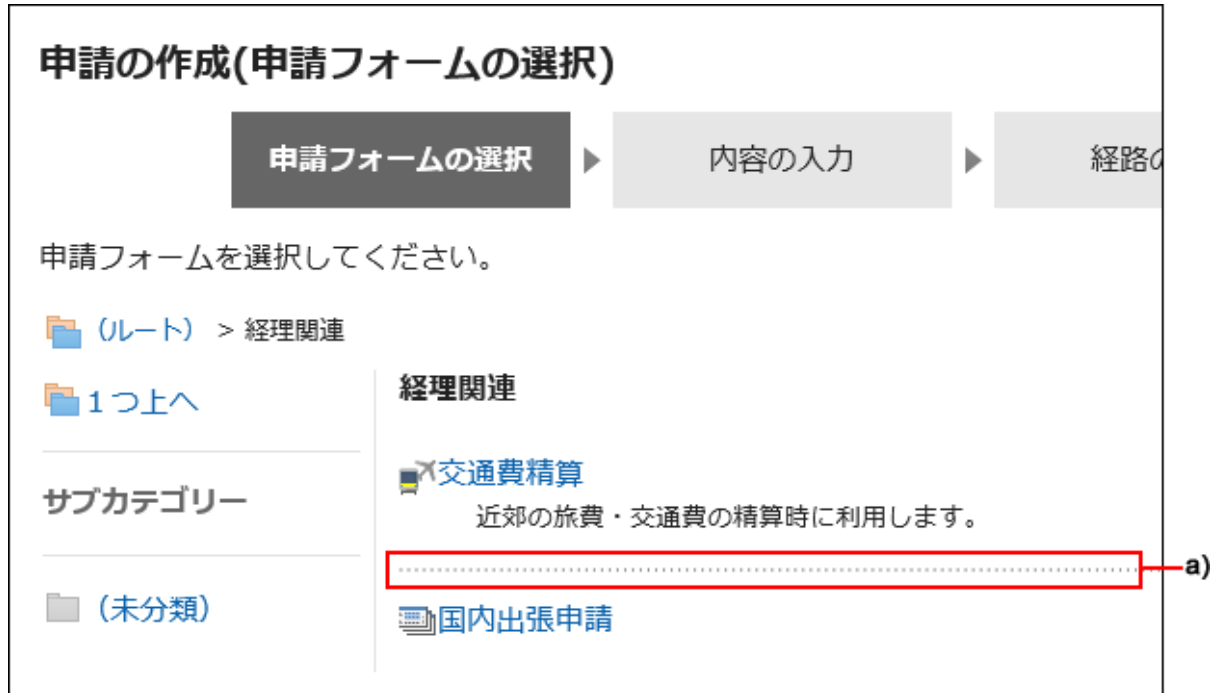 申請の作成(申請フォームの選択)
申請フォームの選択 内容の入力 経路の
申請フォームを選択してください。
(ルート) > 経理関連
1つ上へ
サブカテゴリー
(未分類)
経理関連
交通費精算
近郊の旅費・交通費の精算時に利用します。
国内出張申請
a)